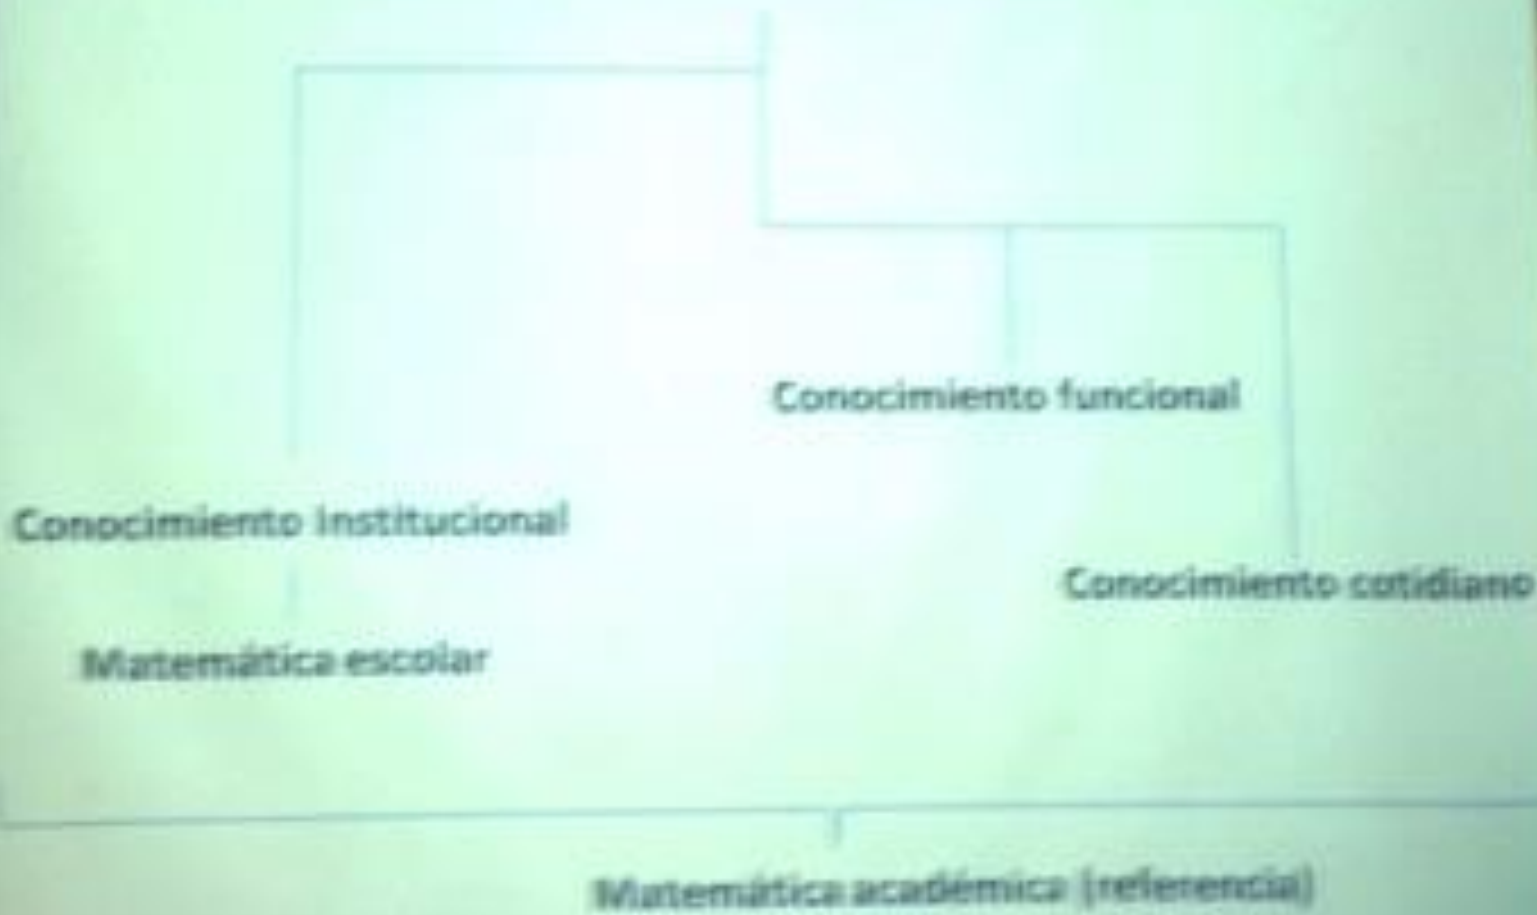 Conocimiento funcional
Conocimiento Institucional
Conocimiento cotidiano
Matemática escolar
Matemática académica (referencia)